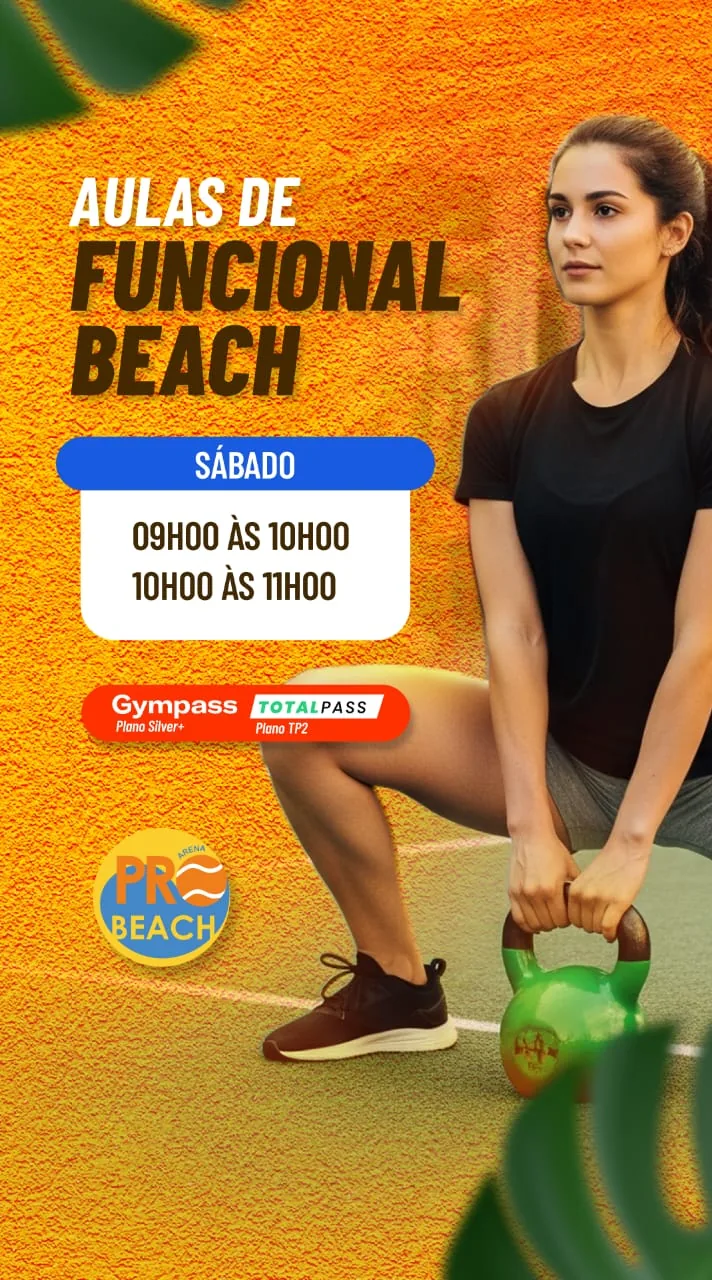 AULAS DE
FUNCIONAL
BEACH
SÁBADO
09H00 ÀS 10H00
10H00 ÀS 11H00
Gympass
Plano Silver+
TOTALPASS
Plano TP2
ARENA
PRO
BEACH